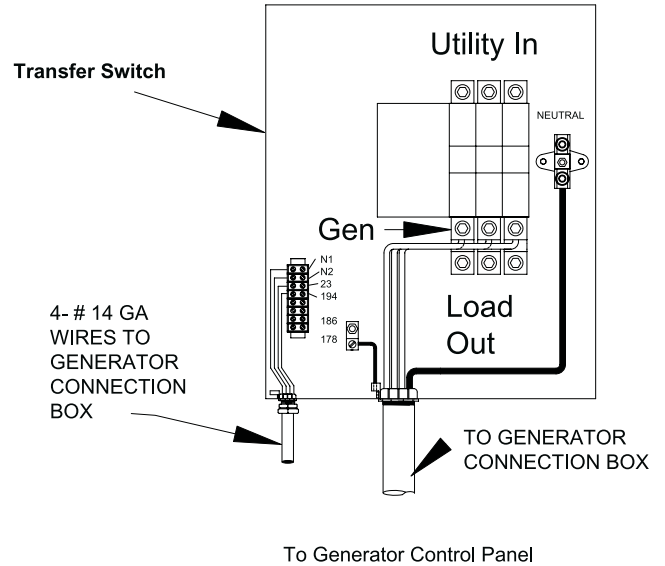 Utility In
Transfer Switch
NEUTRAL
Gen
N1
N2
23
194
186
178
Load
Out
4- # 14 GA
WIRES TO
GENERATOR
CONNECTION
BOX
TO GENERATOR
CONNECTION BOX
To Generator Control Panel